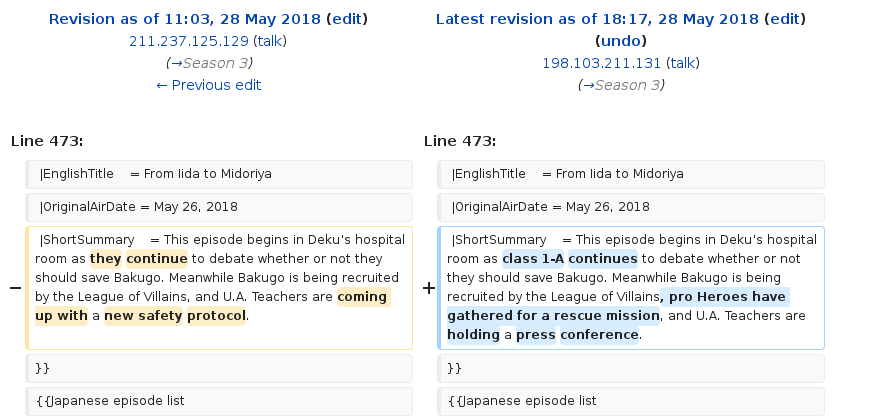 Revision as of 11:03, 28 May 2018 (edit)
211.237.125.129 (talk)
(→Season 3)
← Previous edit
Latest revision as of 18:17, 28 May 2018 (edit)
(undo)
198.103.211.131 (talk)
(→Season 3)
Line 473:
Line 473:
|EnglishTitle = From Iida to Midoriya
|EnglishTitle = From Iida to Midoriya
|OriginalAirDate = May 26, 2018
|OriginalAirDate = May 26, 2018
−
|ShortSummary = This episode begins in Deku's hospital
room as they continue to debate whether or not they
should save Bakugo. Meanwhile Bakugo is being recruited
by the League of Villains, and U.A. Teachers are coming
up with a new safety protocol.
+
|ShortSummary = This episode begins in Deku's hospital
room as class 1-A continues to debate whether or not
they should save Bakugo. Meanwhile Bakugo is being
recruited by the League of Villains, pro Heroes have
gathered for a rescue mission, and U.A. Teachers are
holding a press conference.
}}
}}
{{Japanese episode list
{{Japanese episode list